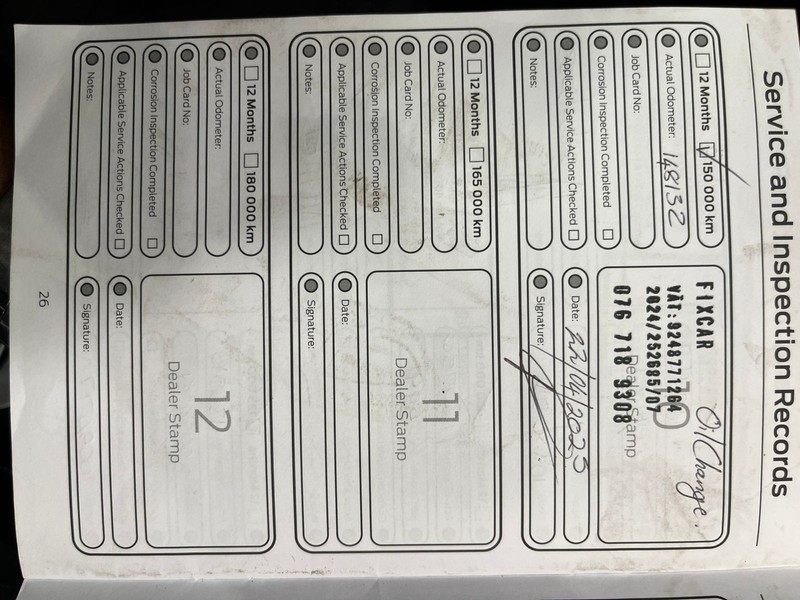 Service and Inspection Records
12 Months 150 000 km
Actual Odometer: 148132
Job Card No:
Corrosion Inspection Completed
Applicable Service Actions Checked
Notes:
Oil Change.
10
Dealer Stamp
FIXCAR
VAT:9248771264
2024/252685/07
076 718 9308
Date: 22/04/2023
Signature:
12 Months 165 000 km
Actual Odometer:
Job Card No:
Corrosion Inspection Completed
Applicable Service Actions Checked
Notes:
11
Dealer Stamp
Date:
Signature:
12 Months 180 000 km
Actual Odometer:
Job Card No:
Corrosion Inspection Completed
Applicable Service Actions Checked
Notes:
12
Dealer Stamp
Date:
Signature:
26